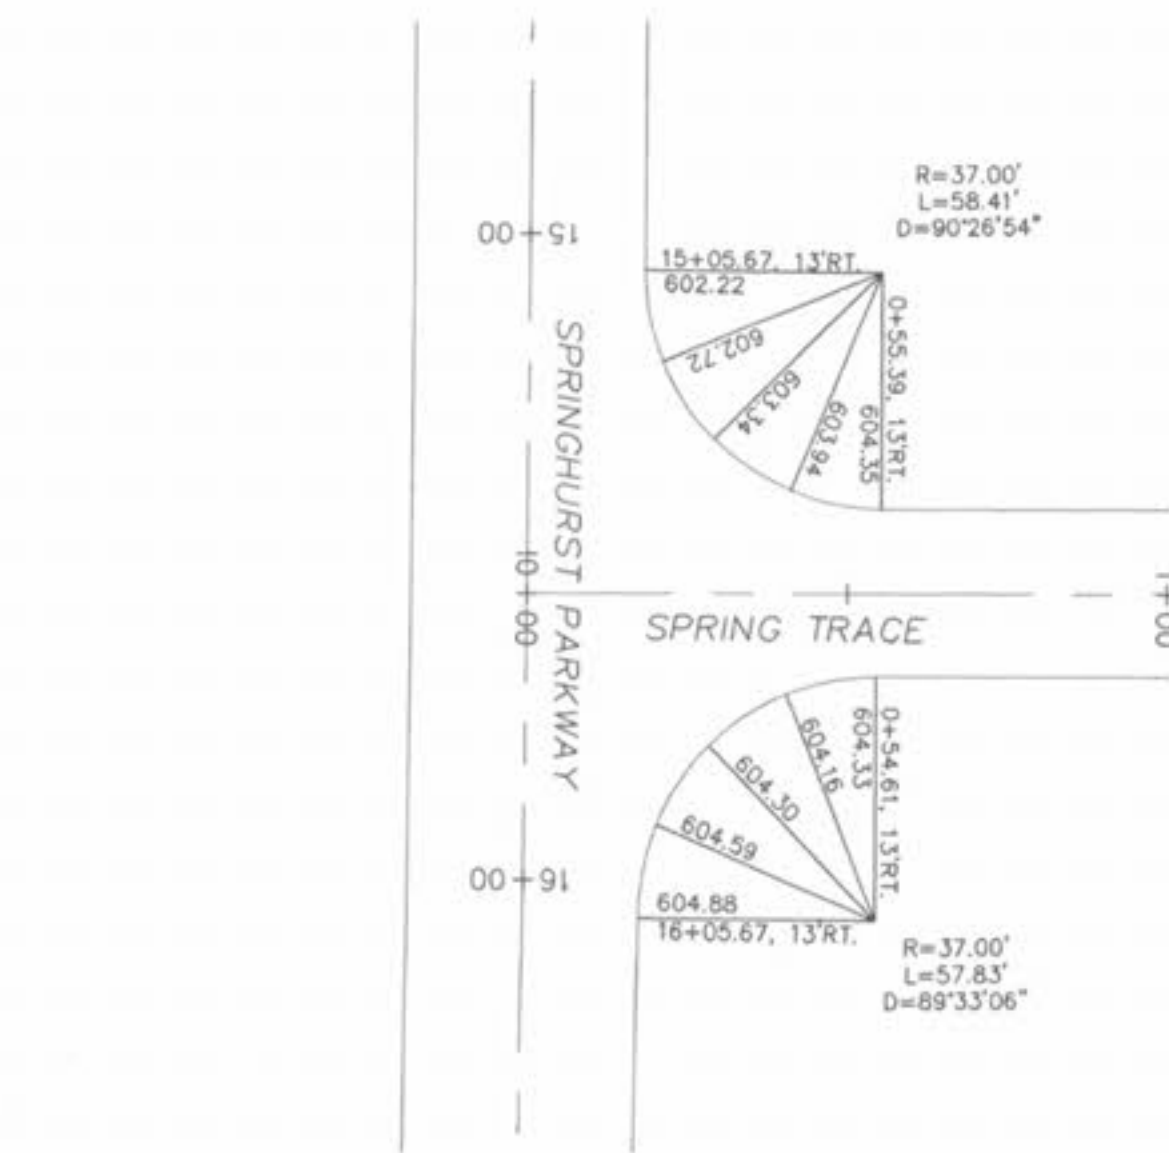 R=37.00'
L=58.41'
D=90°26'54"
15
00
15+05.67, 13'RT.
602.22
602.72
603.34
603.94
604.35
0+55.39, 13'RT.
SPRINGHURST PARKWAY
0
00
1
00
SPRING TRACE
604.33
0+54.61, 13'RT.
604.16
604.30
604.59
604.88
16+05.67, 13'RT.
16
00
R=37.00'
L=57.83'
D=89°33'06"